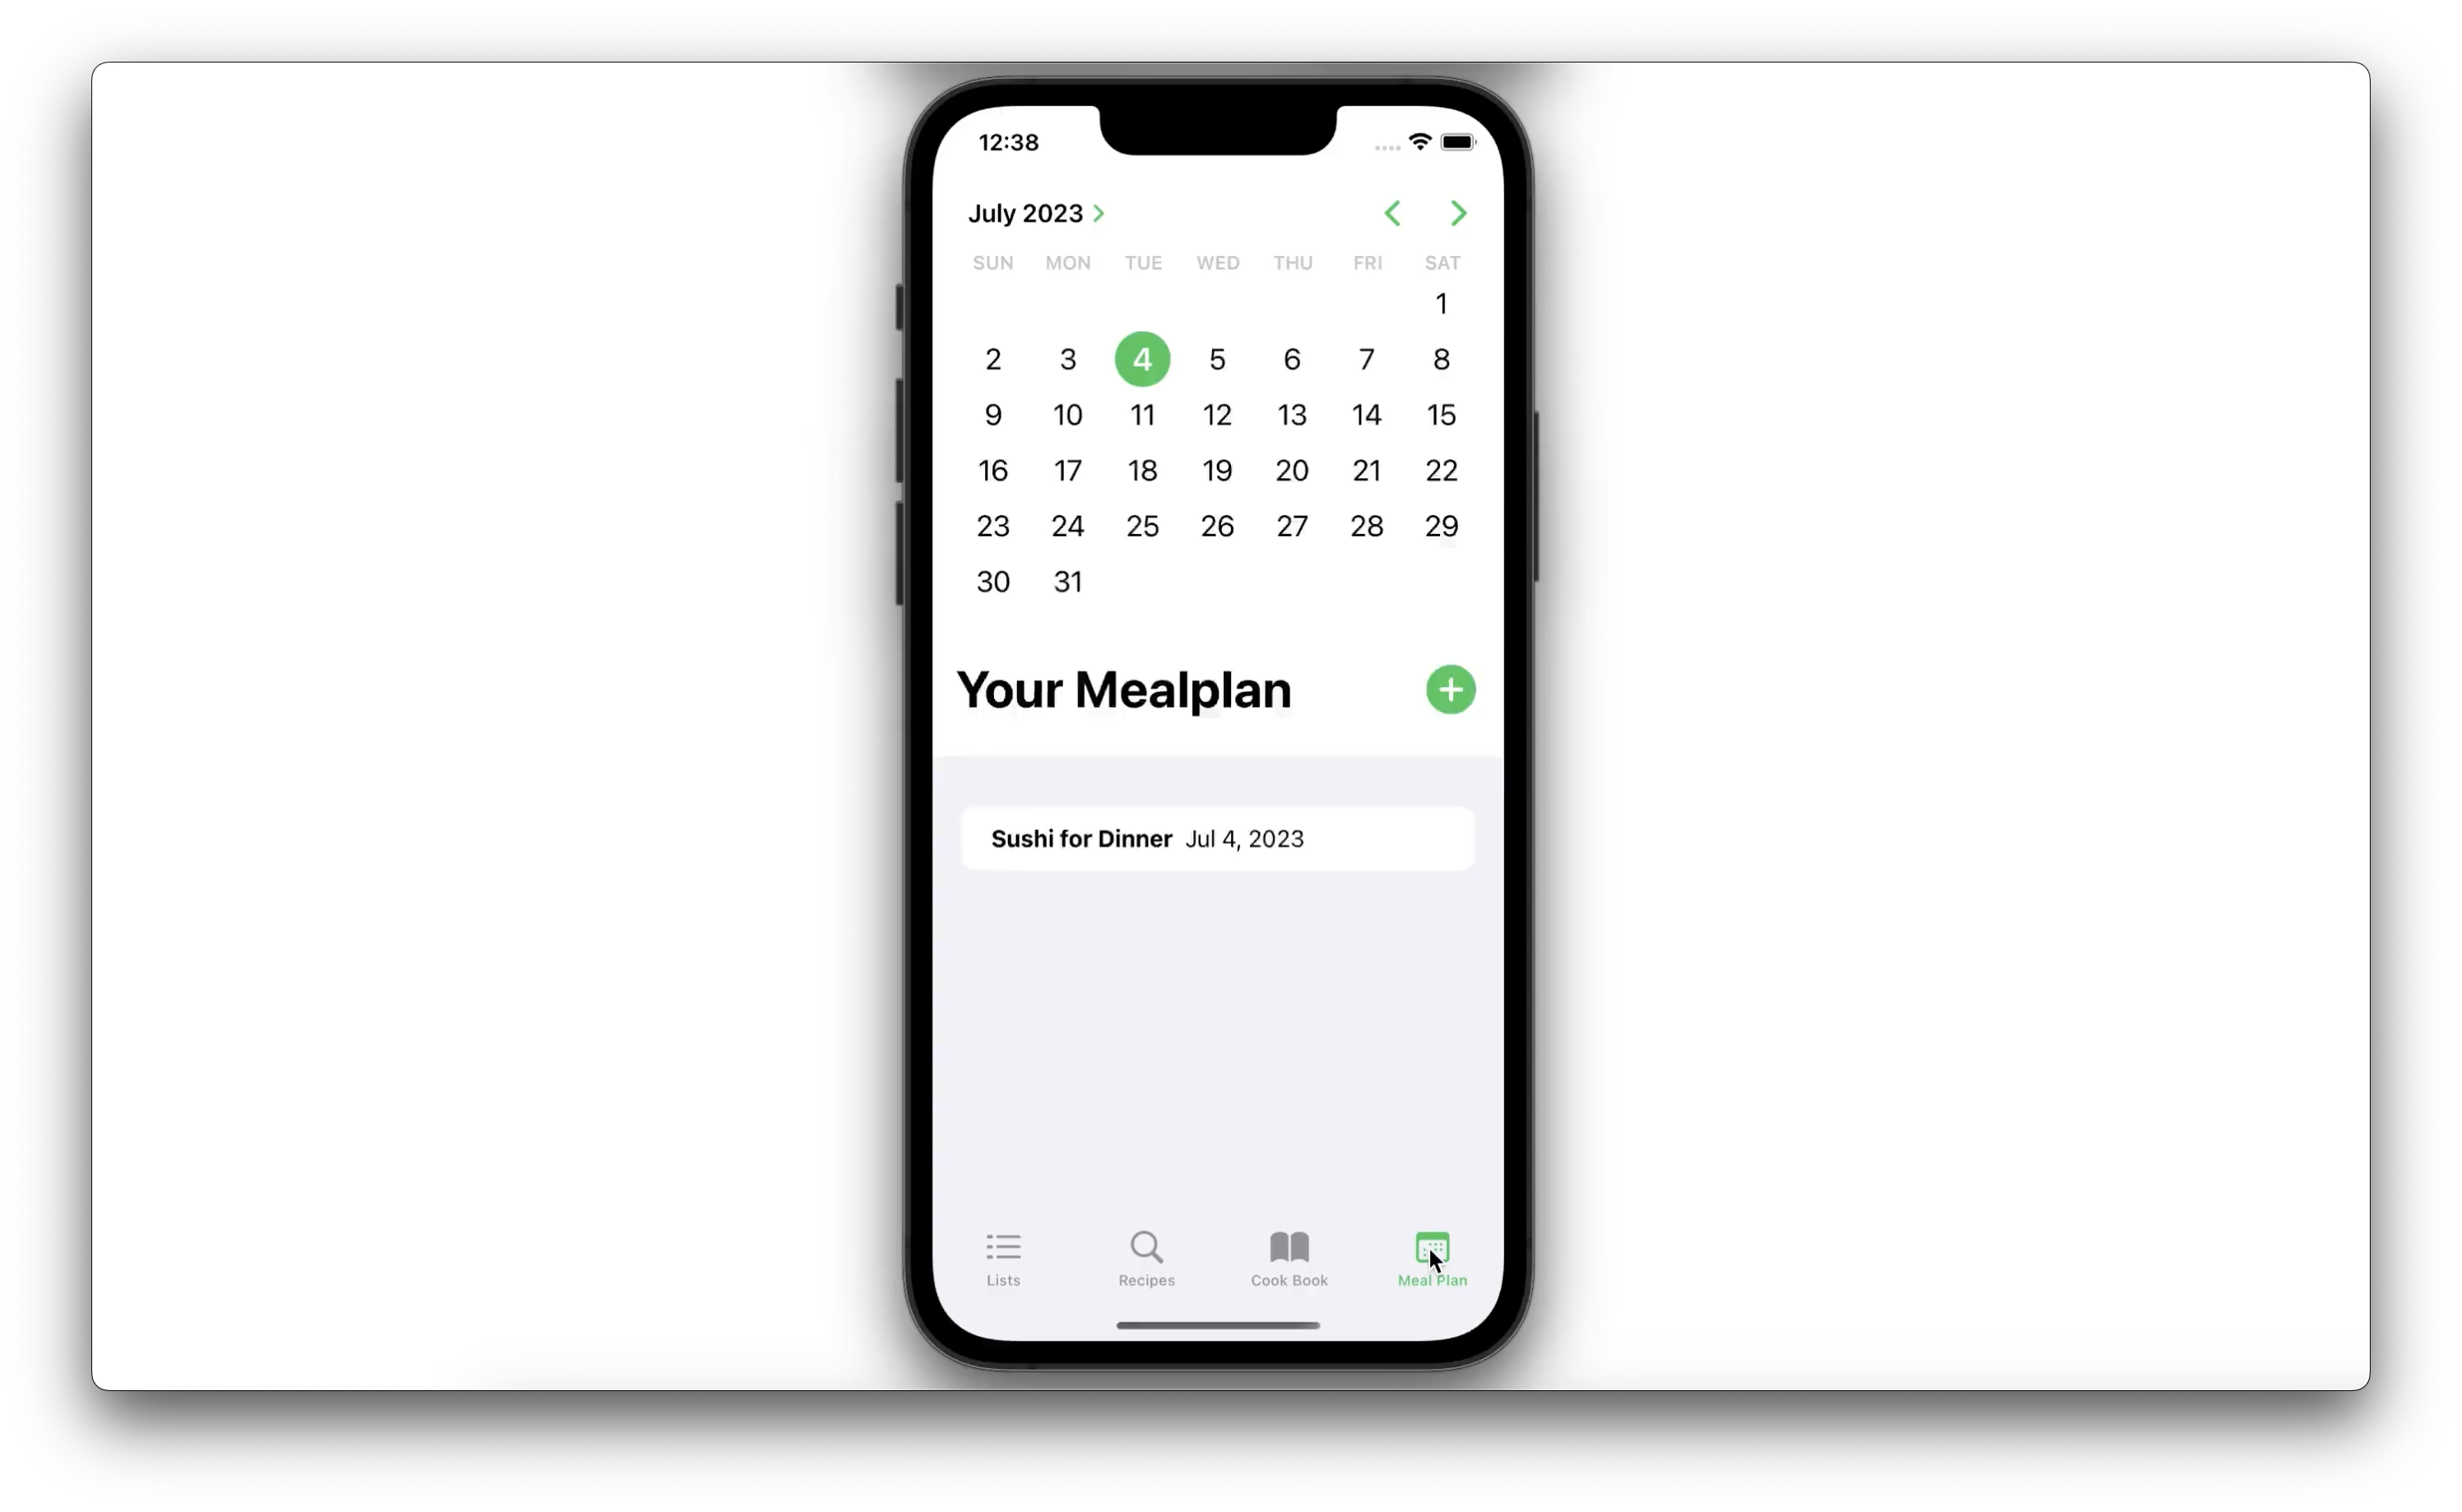 12:38
July 2023
SUN MON TUE WED THU FRI SAT
1
2 3 4 5 6 7 8
9 10 11 12 13 14 15
16 17 18 19 20 21 22
23 24 25 26 27 28 29
30 31
Your Mealplan
Sushi for Dinner Jul 4, 2023
Lists Recipes Cook Book Meal Plan